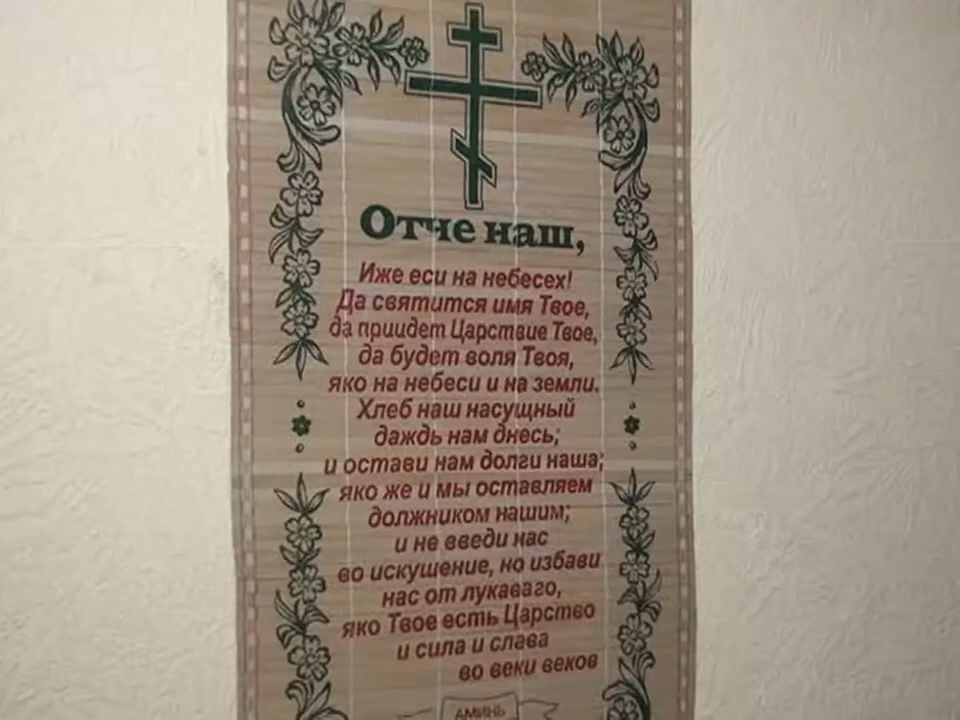 Отче наш,
Иже еси на небесех!
Да святится имя Твое,
да приидет Царствие Твое,
да будет воля Твоя,
яко на небеси и на земли.
Хлеб наш насущный
даждь нам днесь;
и остави нам долги наша;
яко же и мы оставляем
должником нашим;
и не введи нас
во искушение, но избави
нас от лукаваго,
яко Твое есть Царство
и сила и слава
во веки веков
АМИНЬ